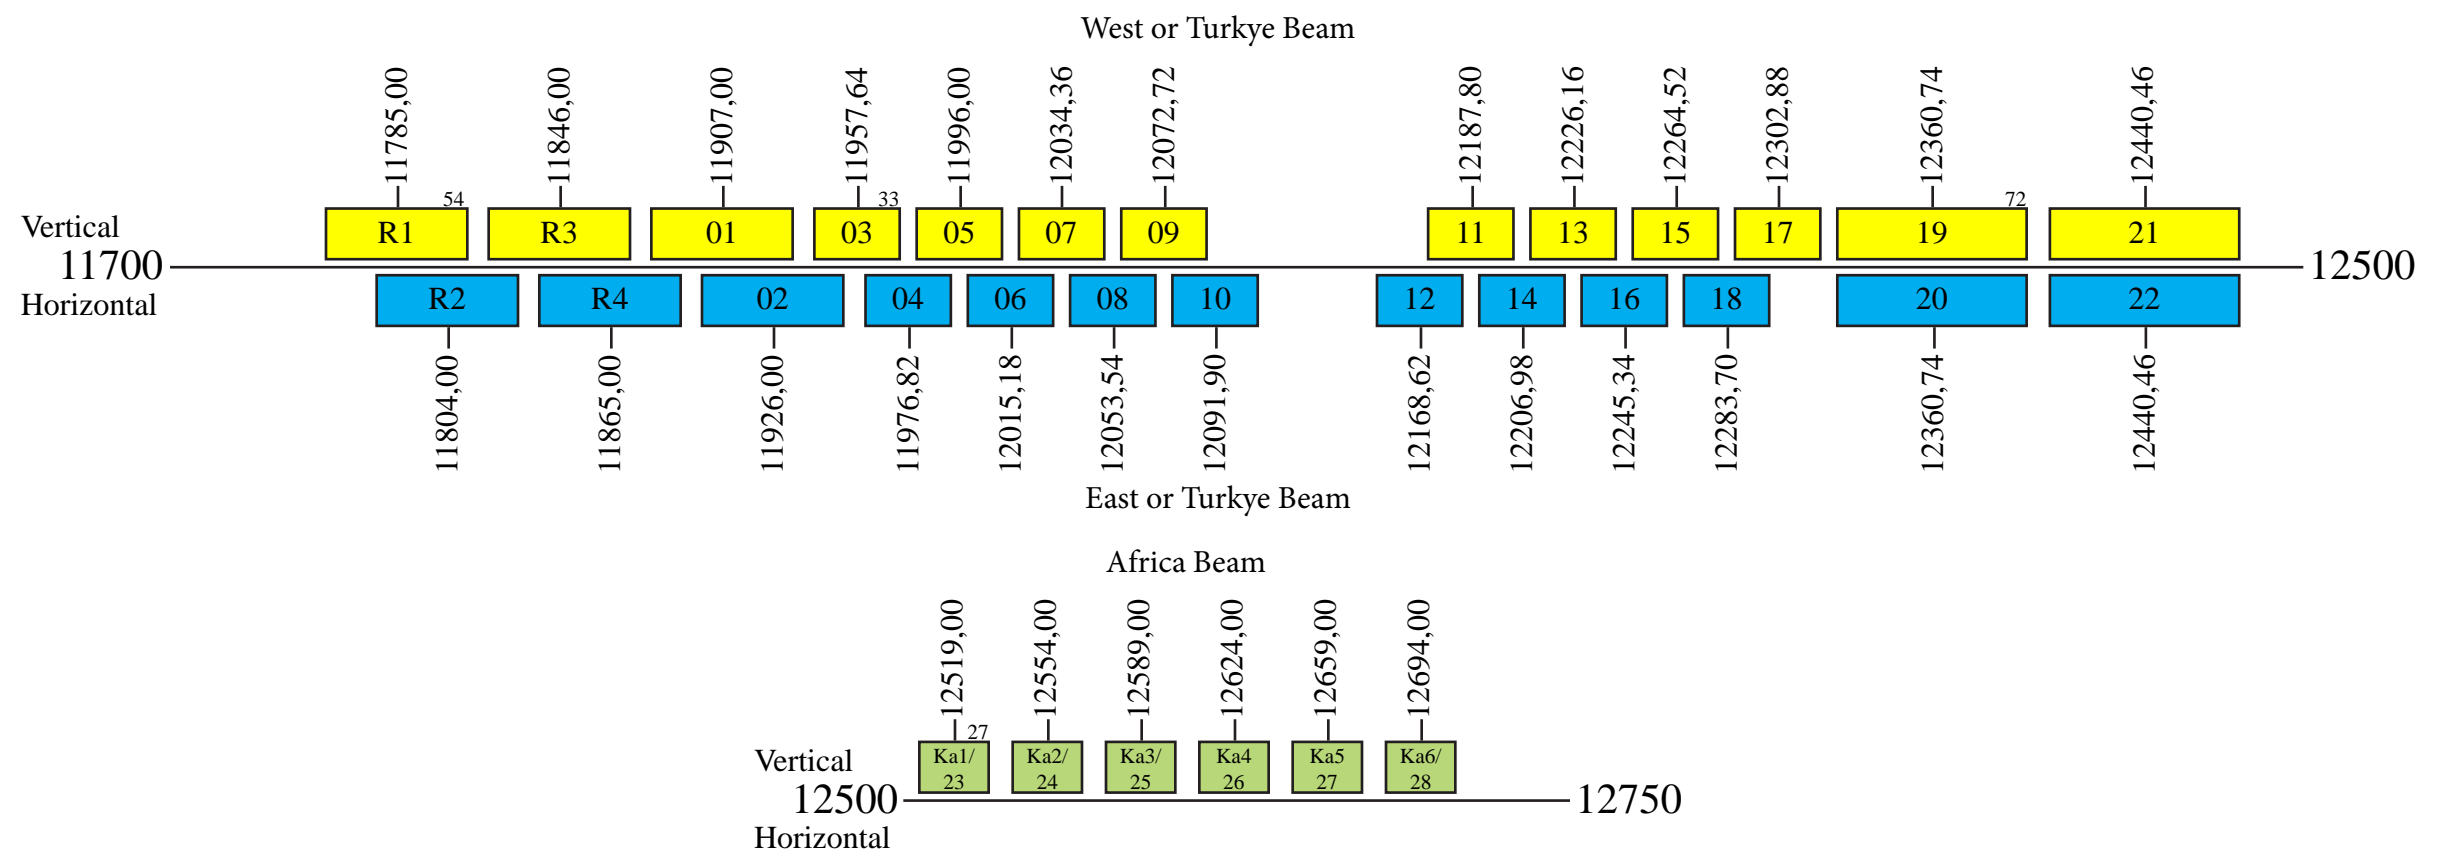 West or Turkye Beam
11785,00 11846,00 11907,00 11957,64 11996,00 12034,36 12072,72 12187,80 12226,16 12264,52 12302,88 12360,74 12440,46
54 33 72
Vertical R1 R3 01 03 05 07 09 11 13 15 17 19 21
11700 12500
Horizontal R2 R4 02 04 06 08 10 12 14 16 18 20 22
11804,00 11865,00 11926,00 11976,82 12015,18 12053,54 12091,90 12168,62 12206,98 12245,34 12283,70 12360,74 12440,46
East or Turkye Beam
Africa Beam
12519,00 12554,00 12589,00 12624,00 12659,00 12694,00
27
Vertical Ka1/ Ka2/ Ka3/ Ka4 Ka5 Ka6/
23 24 25 26 27 28
12500 12750
Horizontal